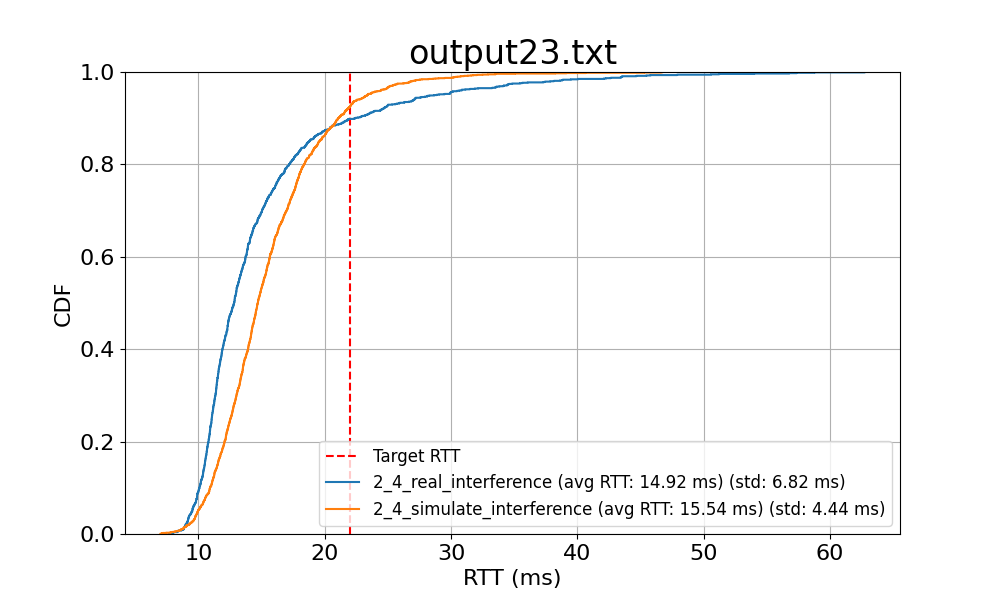 output23.txt
1.0
0.8
0.6
0.4
0.2
0.0
CDF
Target RTT
2_4_real_interference (avg RTT: 14.92 ms) (std: 6.82 ms)
2_4_simulate_interference (avg RTT: 15.54 ms) (std: 4.44 ms)
10 20 30 40 50 60
RTT (ms)